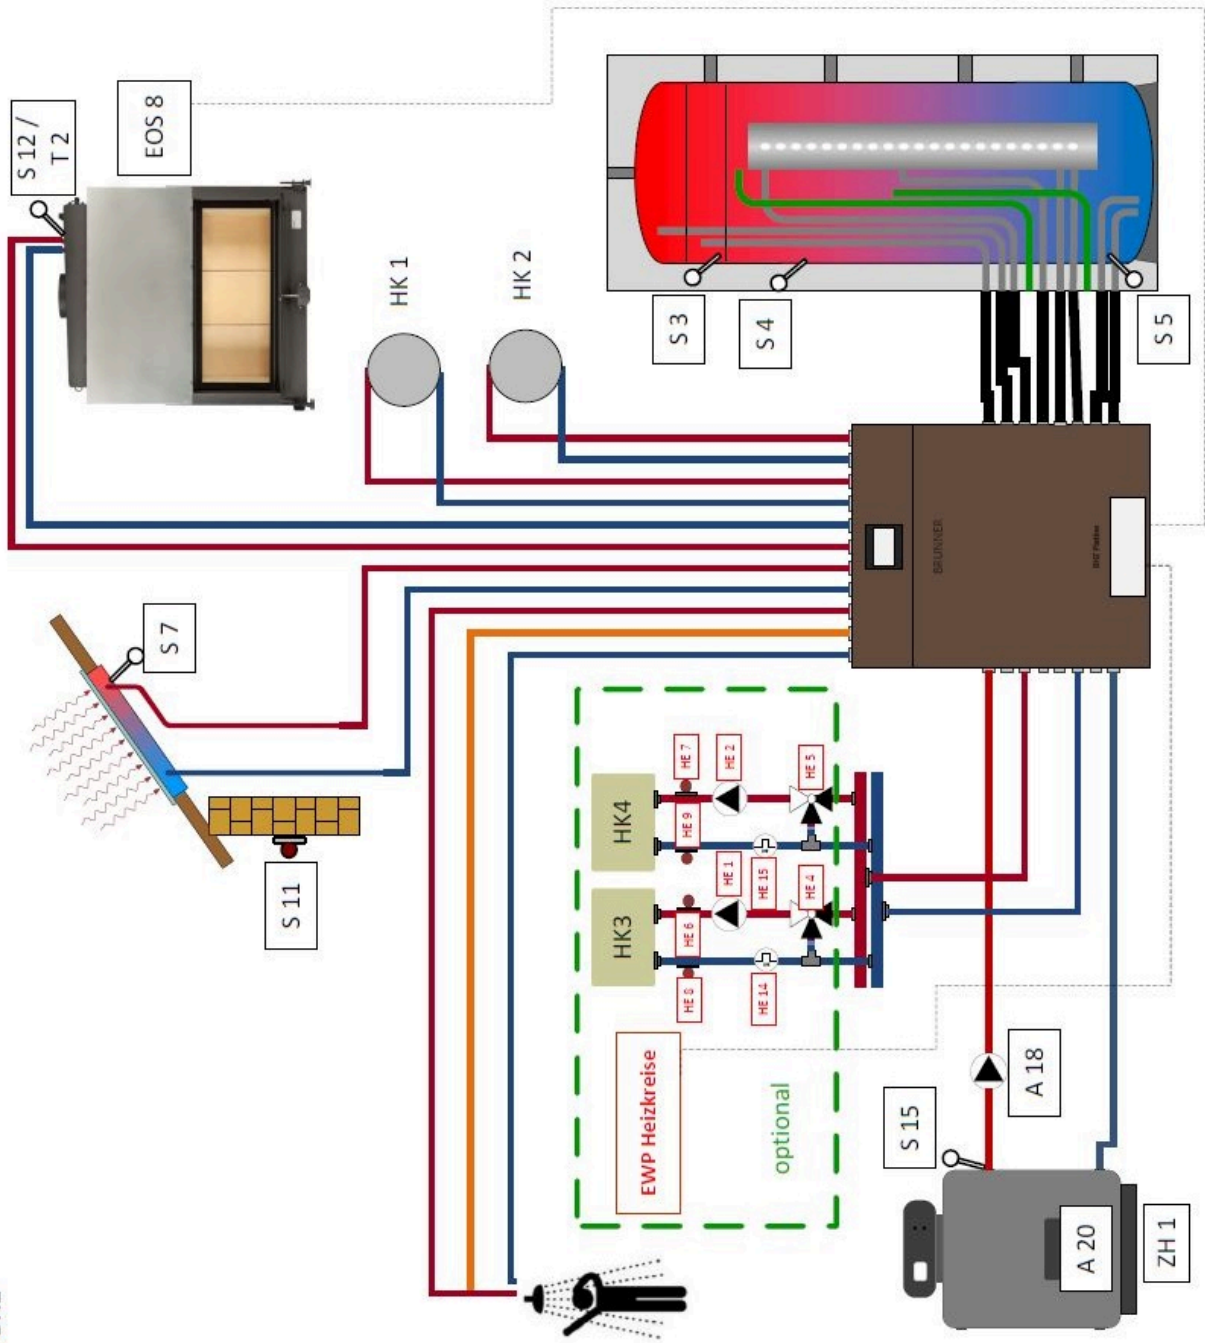 S 12 /
T 2
EOS 8
S 7
S 11
HK 1
HK 2
HK3
HK4
EWP Heizkreise
S 3
HE 8
HE 6
HE 9
HE 7
HE 1
HE 2
HE 14
HE 15
S 4
optional
HE 4
HE 5
S 15
BRUNNER
A 18
A 20
ZH 1
S 5